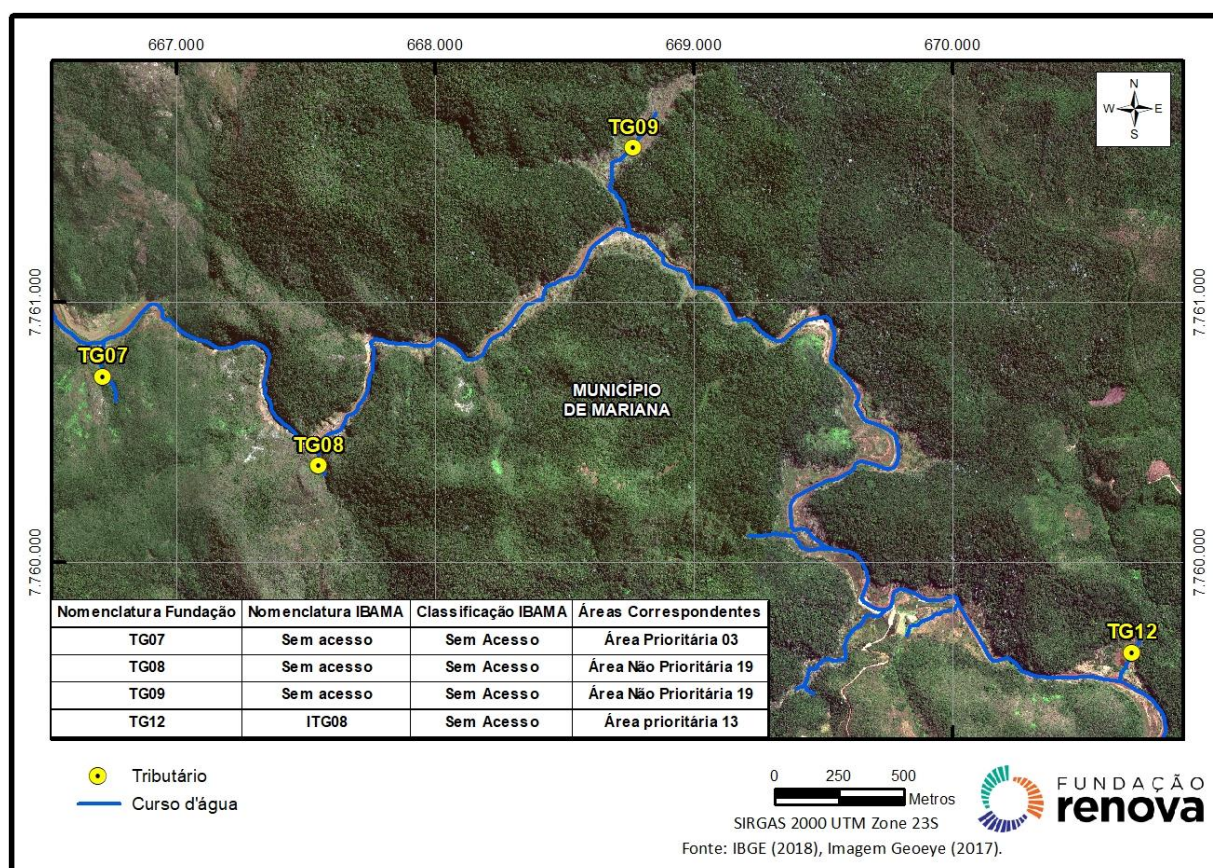 667.000 668.000 669.000 670.000
N
W E
S
TG09
7.761.000 7.761.000
TG07
MUNICÍPIO
DE MARIANA
TG08
7.760.000 7.760.000
Nomenclatura Fundação Nomenclatura IBAMA Classificação IBAMA Áreas Correspondentes
TG07 Sem acesso Sem Acesso Área Prioritária 03
TG08 Sem acesso Sem Acesso Área Não Prioritária 19
TG09 Sem acesso Sem Acesso Área Não Prioritária 19
TG12 ITG08 Sem Acesso Área prioritária 13
TG12
Tributário
Curso d'água
0 250 500
Metros
SIRGAS 2000 UTM Zone 23S
Fonte: IBGE (2018), Imagem Geoeye (2017).
FUNDAÇÃO
renova